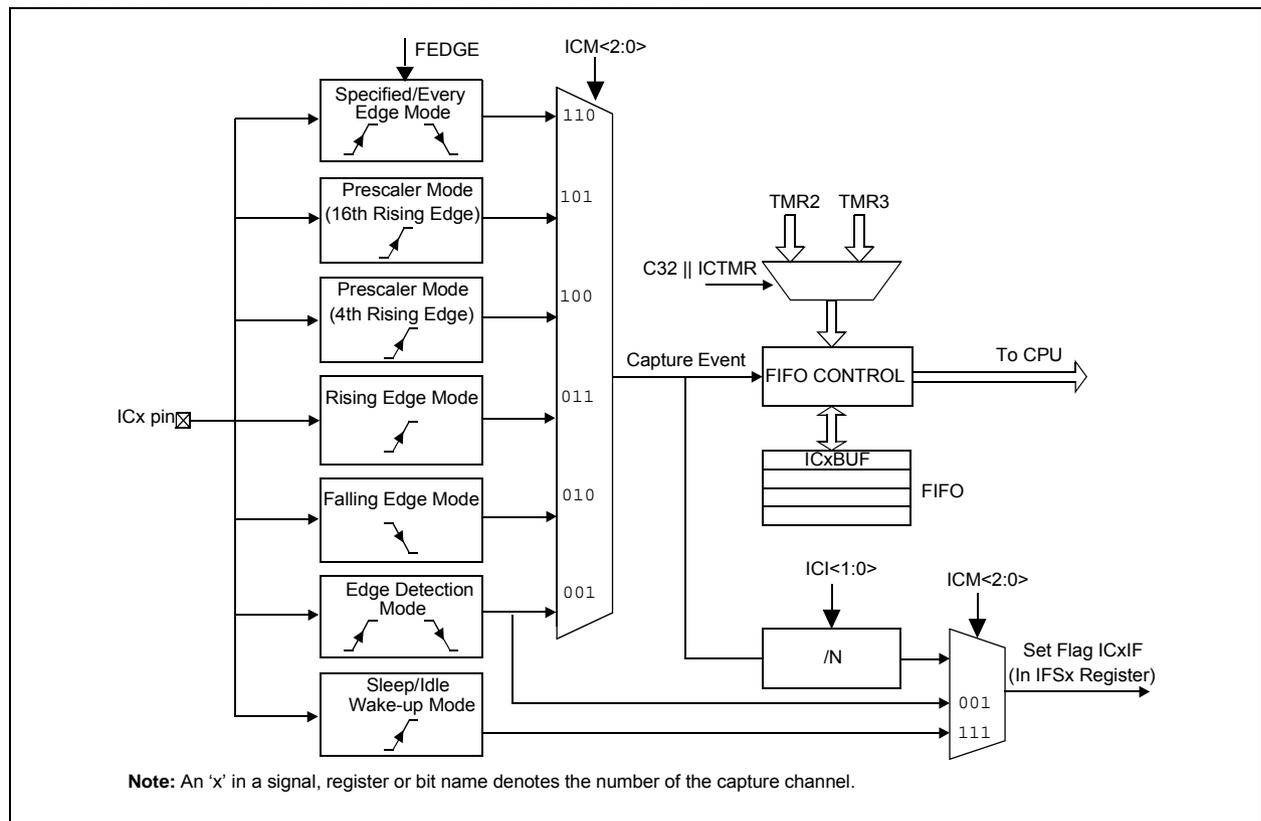 FEDGE
ICM<2:0>
Specified/Every
Edge Mode
110
Prescaler Mode
(16th Rising Edge)
101
TMR2
TMR3
C32 || ICTMR
Prescaler Mode
(4th Rising Edge)
100
Capture Event
FIFO CONTROL
To CPU
Rising Edge Mode
011
ICx pin
ICxBUF
FIFO
Falling Edge Mode
010
Edge Detection
Mode
001
ICI<1:0>
ICM<2:0>
/N
Set Flag ICxIF
(In IFSx Register)
Sleep/Idle
Wake-up Mode
001
111
Note: An ‘x’ in a signal, register or bit name denotes the number of the capture channel.